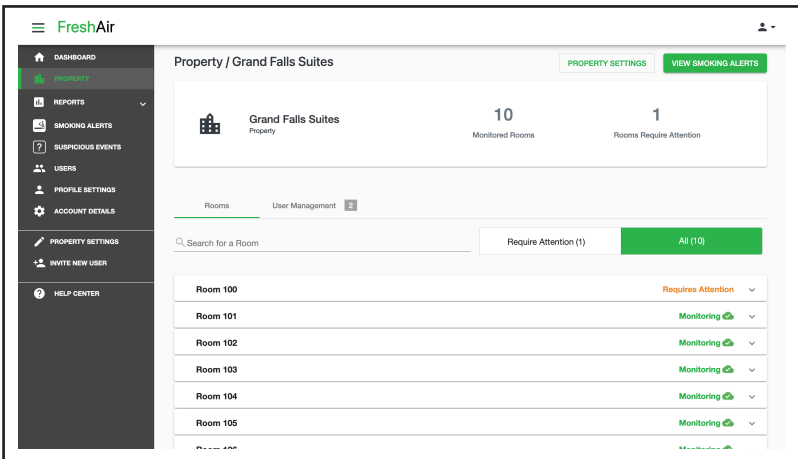 FreshAir
DASHBOARD
PROPERTY
REPORTS
SMOKING ALERTS
SUSPICIOUS EVENTS
USERS
PROFILE SETTINGS
ACCOUNT DETAILS
PROPERTY SETTINGS
INVITE NEW USER
HELP CENTER
Property / Grand Falls Suites
PROPERTY SETTINGS
VIEW SMOKING ALERTS
Grand Falls Suites
Property
10
Monitored Rooms
1
Rooms Require Attention
Rooms
User Management 2
Search for a Room
Require Attention (1)
All (10)
Room 100 Requires Attention
Room 101 Monitoring
Room 102 Monitoring
Room 103 Monitoring
Room 104 Monitoring
Room 105 Monitoring